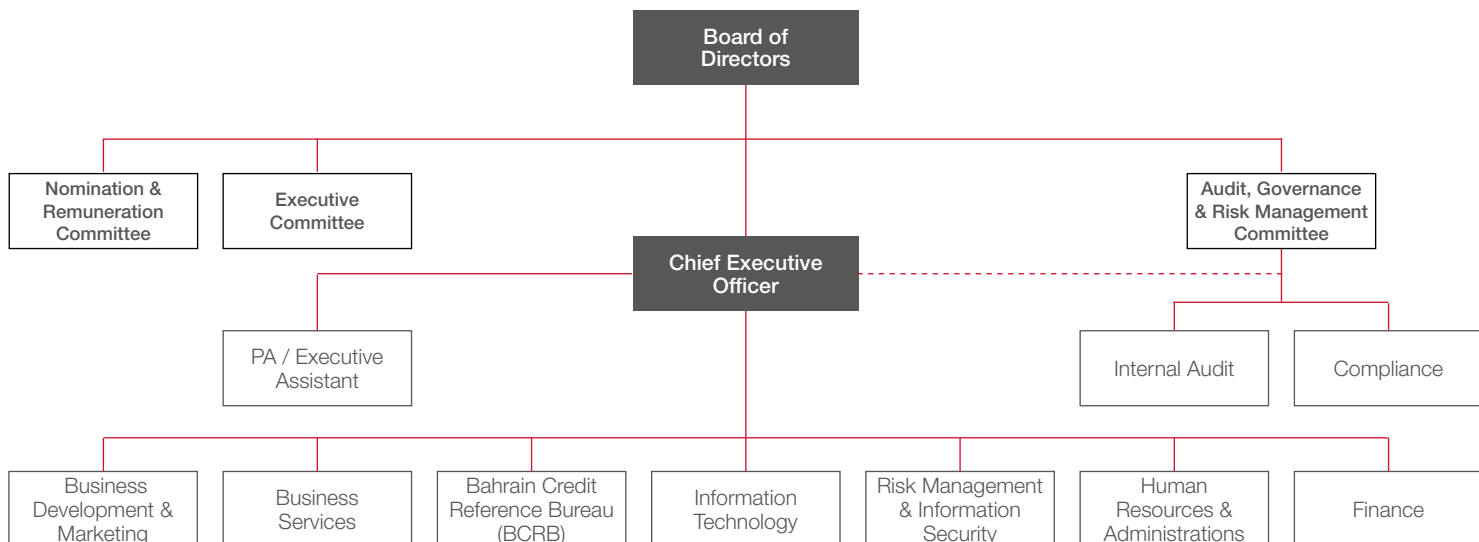 Board of
Directors
Nomination &
Remuneration
Committee
Executive
Committee
Audit, Governance
& Risk Management
Committee
Chief Executive
Officer
PA / Executive
Assistant
Internal Audit
Compliance
Business
Development &
Marketing
Business
Services
Bahrain Credit
Reference Bureau
(BCRB)
Information
Technology
Risk Management
& Information
Security
Human
Resources &
Administrations
Finance